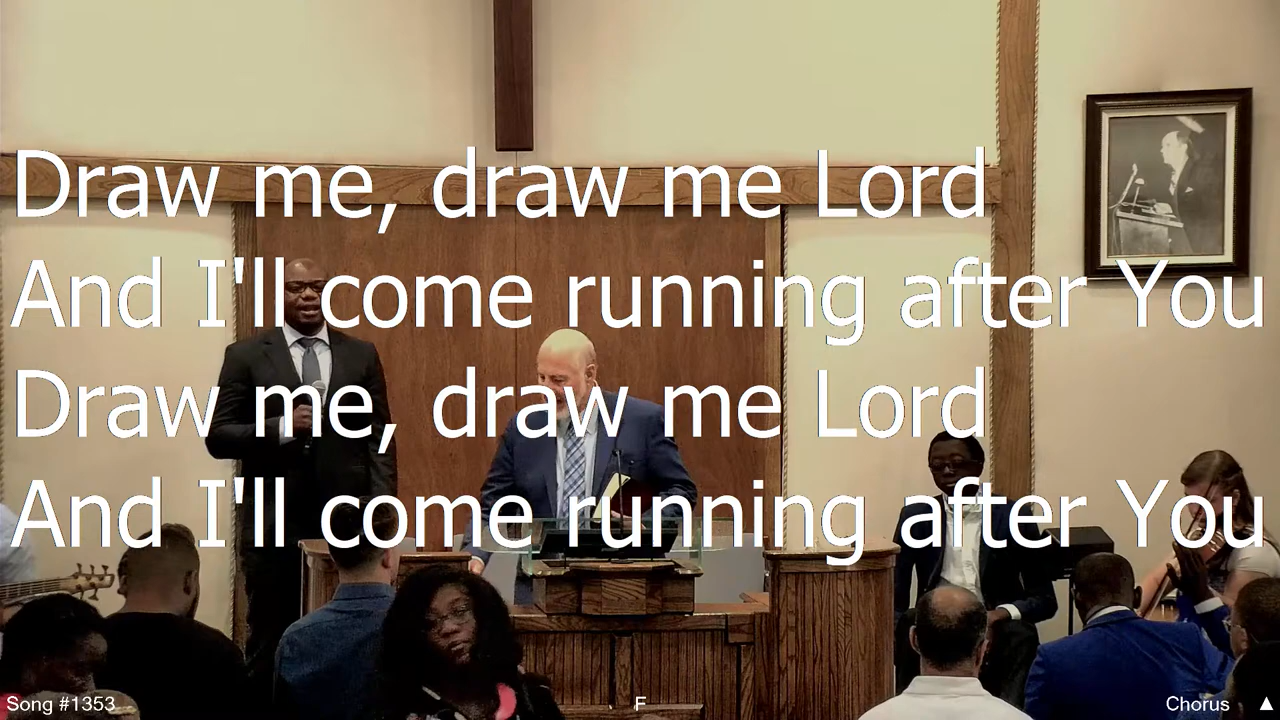 Draw me, draw me Lord
And I'll come running after You
Draw me, draw me Lord
And I'll come running after You
Song #1353
F
Chorus ▲